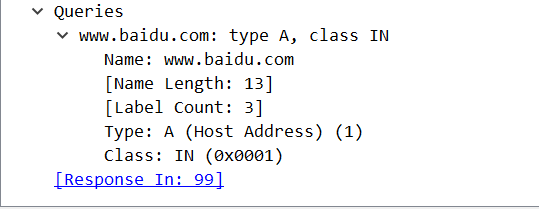 Queries
www.baidu.com: type A, class IN
Name: www.baidu.com
[Name Length: 13]
[Label Count: 3]
Type: A (Host Address) (1)
Class: IN (0x0001)
[Response In: 99]